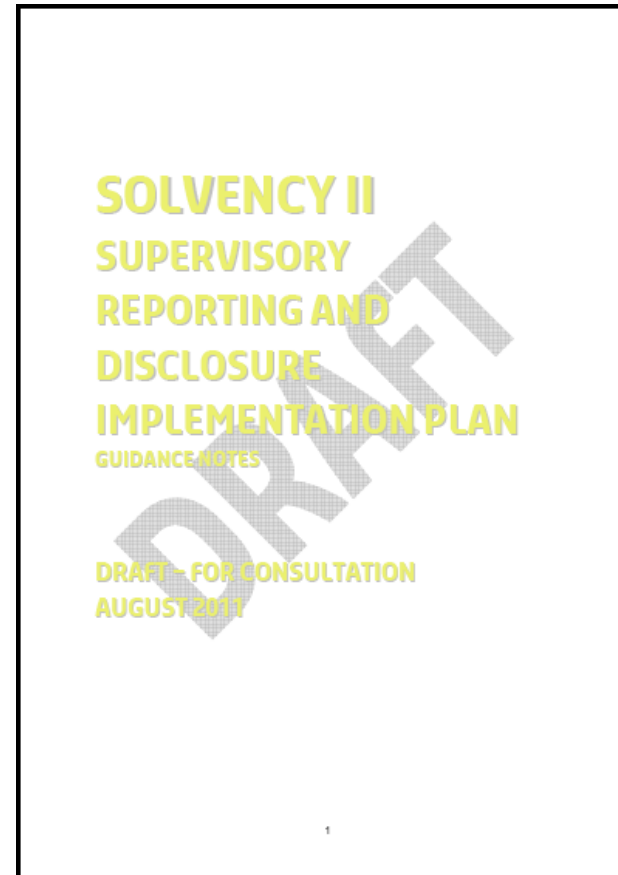 SOLVENCY II
SUPERVISORY
REPORTING AND
DISCLOSURE
IMPLEMENTATION PLAN
GUIDANCE NOTES
DRAFT
DRAFT – FOR CONSULTATION
AUGUST 2011
1